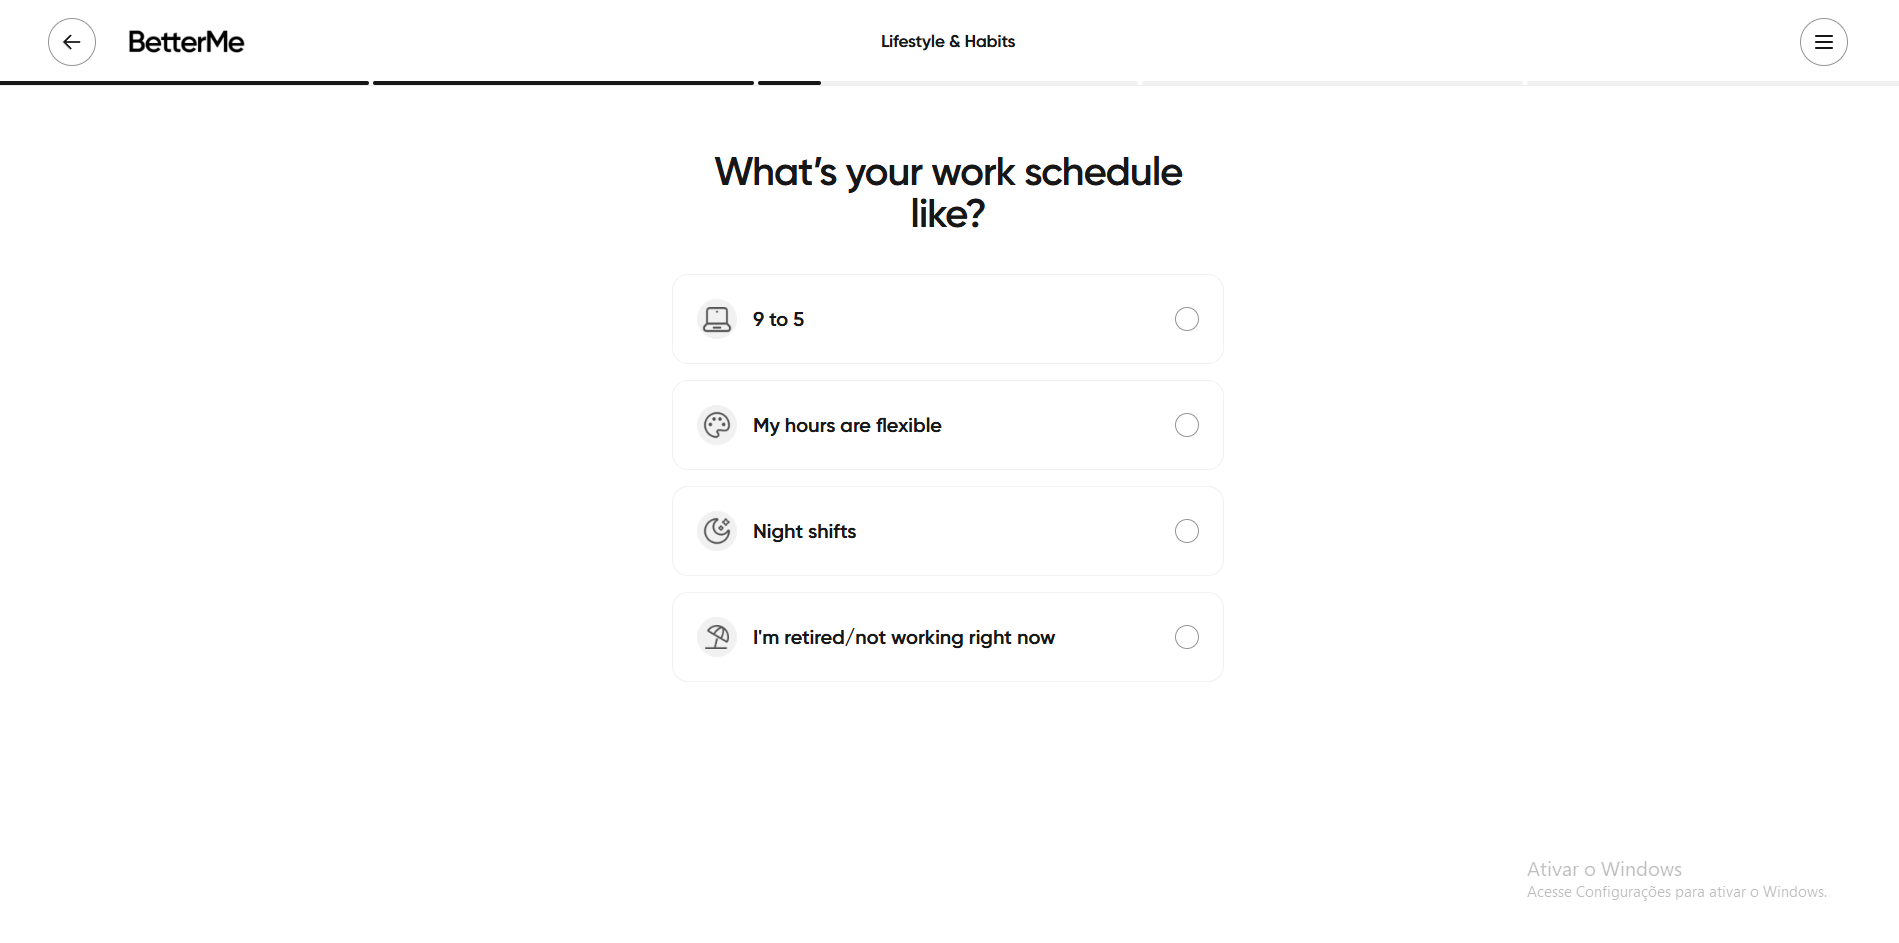 BetterMe
Lifestyle & Habits
What’s your work schedule
like?
9 to 5
My hours are flexible
Night shifts
I'm retired/not working right now
Ativar o Windows
Acesse Configurações para ativar o Windows.